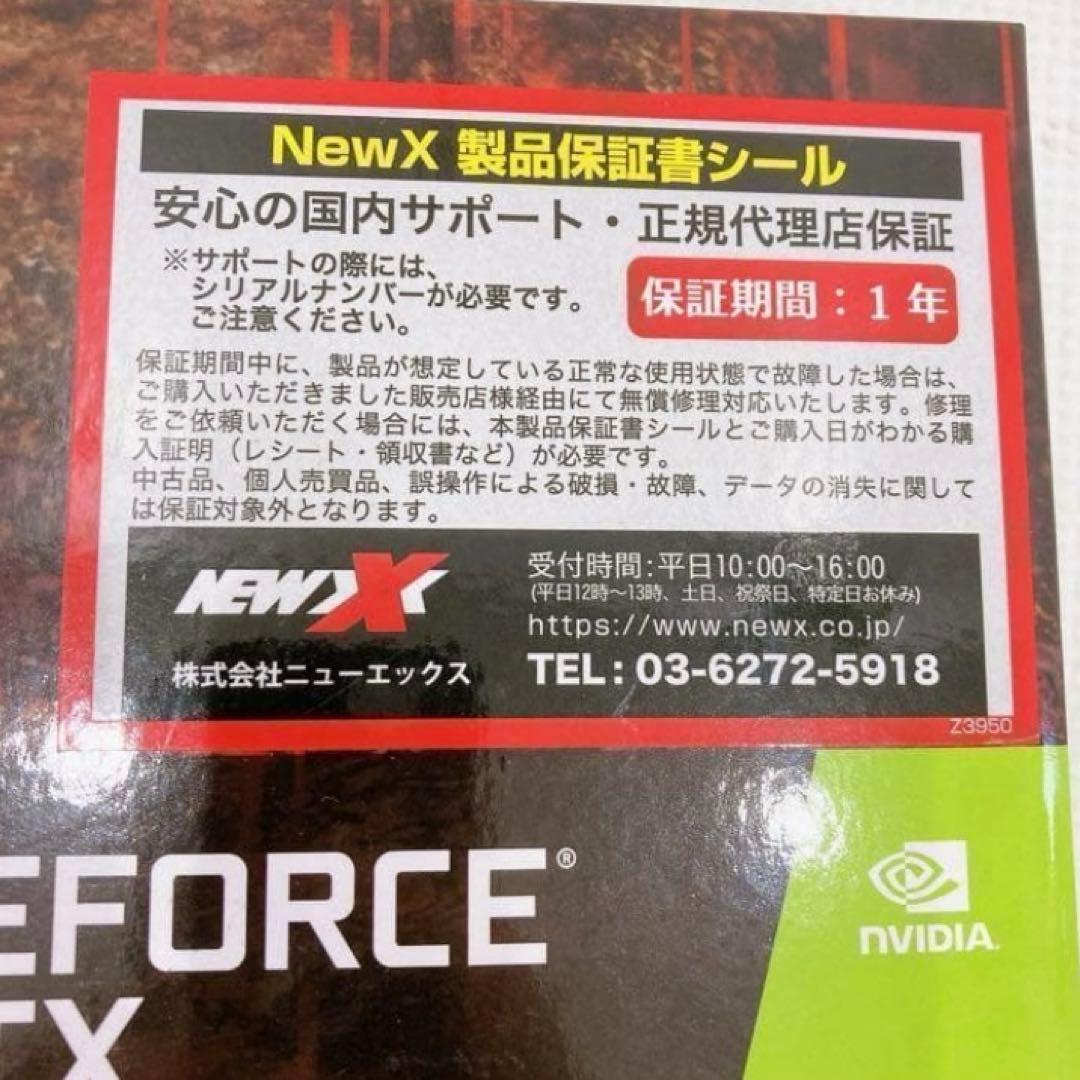 NewX 製品保証書シール
安心の国内サポート・正規代理店保証
※サポートの際には、
シリアルナンバーが必要です。
ご注意ください。
保証期間：1 年
保証期間中に、製品が想定している正常な使用状態で故障した場合は、
ご購入いただきました販売店様経由にて無償修理対応いたします。修理
をご依頼いただく場合には、本製品保証書シールとご購入日がわかる購
入証明（レシート・領収書など）が必要です。
中古品、個人売買品、誤操作による破損・故障、データの消失に関して
は保証対象外となります。
NEWX
株式会社ニューエックス
受付時間:平日10:00～16:00
(平日12時～13時、土日、祝祭日、特定日お休み)
https://www.newx.co.jp/
TEL: 03-6272-5918
Z3950
EFORCE®
TX
NVIDIA.